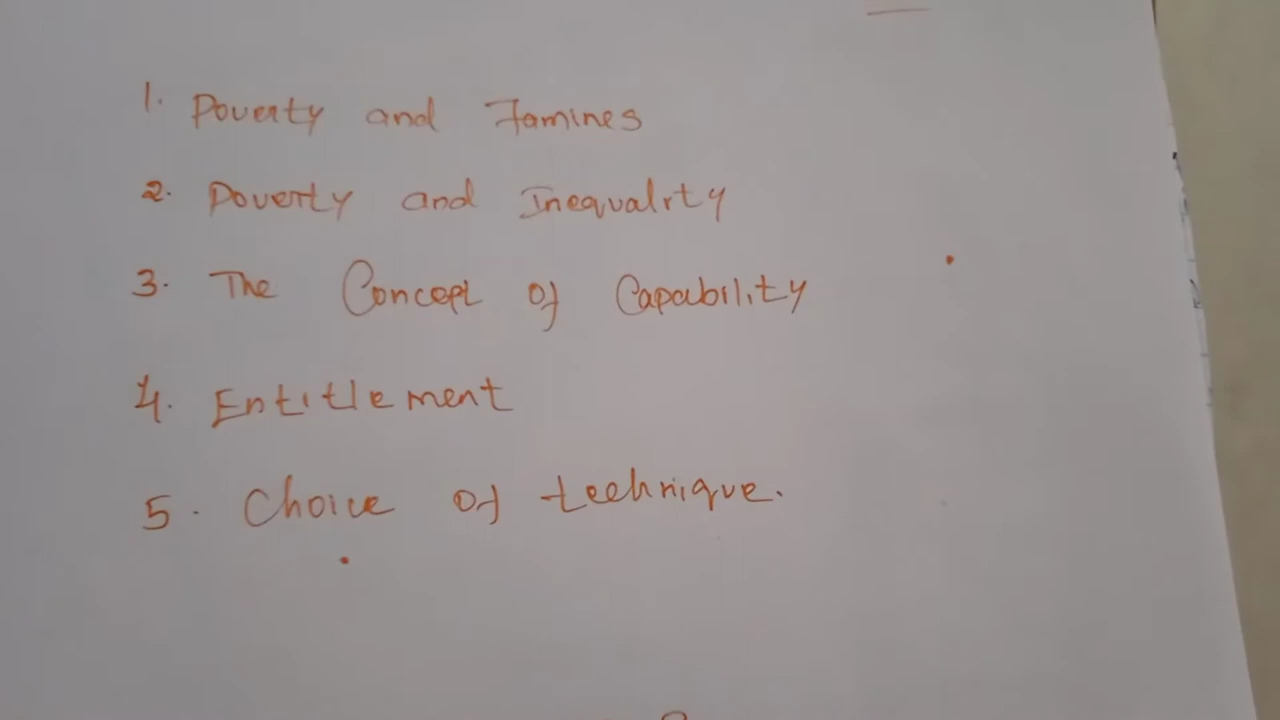 1. Poverty and Famines
2. Poverty and Inequality
3. The Concept of Capability
4. Entitlement
5. Choice of technique.